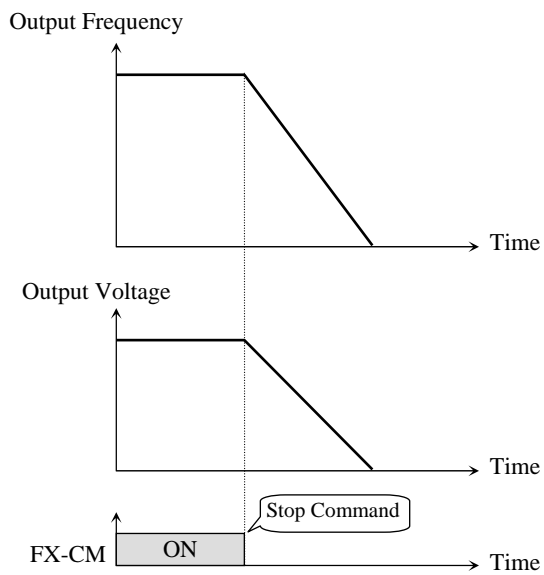 Output Frequency
Time
Output Voltage
Time
Stop Command
FX-CM
ON
Time